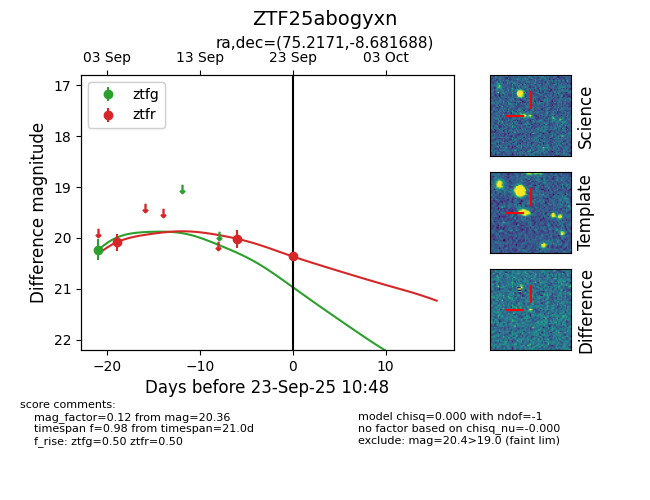 ZTF25abogyxn
ra,dec=(75.2171,-8.681688)
03 Sep 13 Sep 23 Sep 03 Oct
ztfg
ztfr
17
18
19
20
21
22
Difference magnitude
−20 −10 0 10
Days before 23-Sep-25 10:48
Science
Template
Difference
score comments:
mag_factor=0.12 from mag=20.36
timespan f=0.98 from timespan=21.0d
f_rise: ztfg=0.50 ztfr=0.50
model chisq=0.000 with ndof=-1
no factor based on chisq_nu=-0.000
exclude: mag=20.4>19.0 (faint lim)